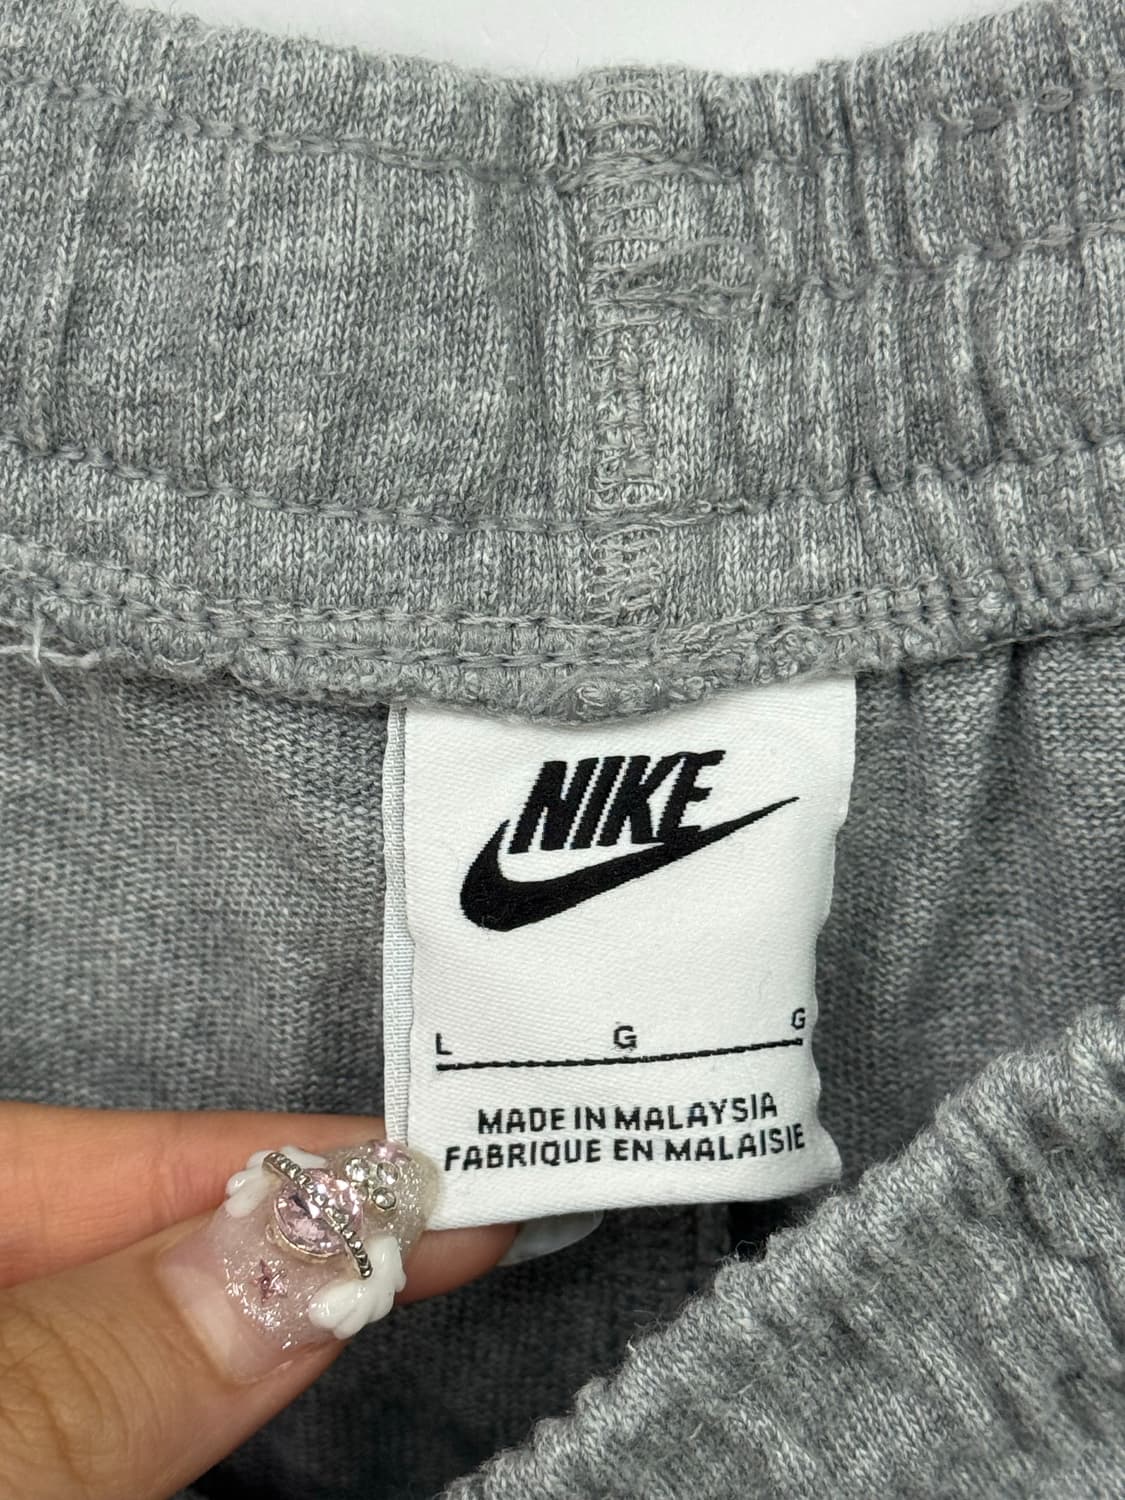 NIKE
L G G
MADE IN MALAYSIA
FABRIQUE EN MALAISIE